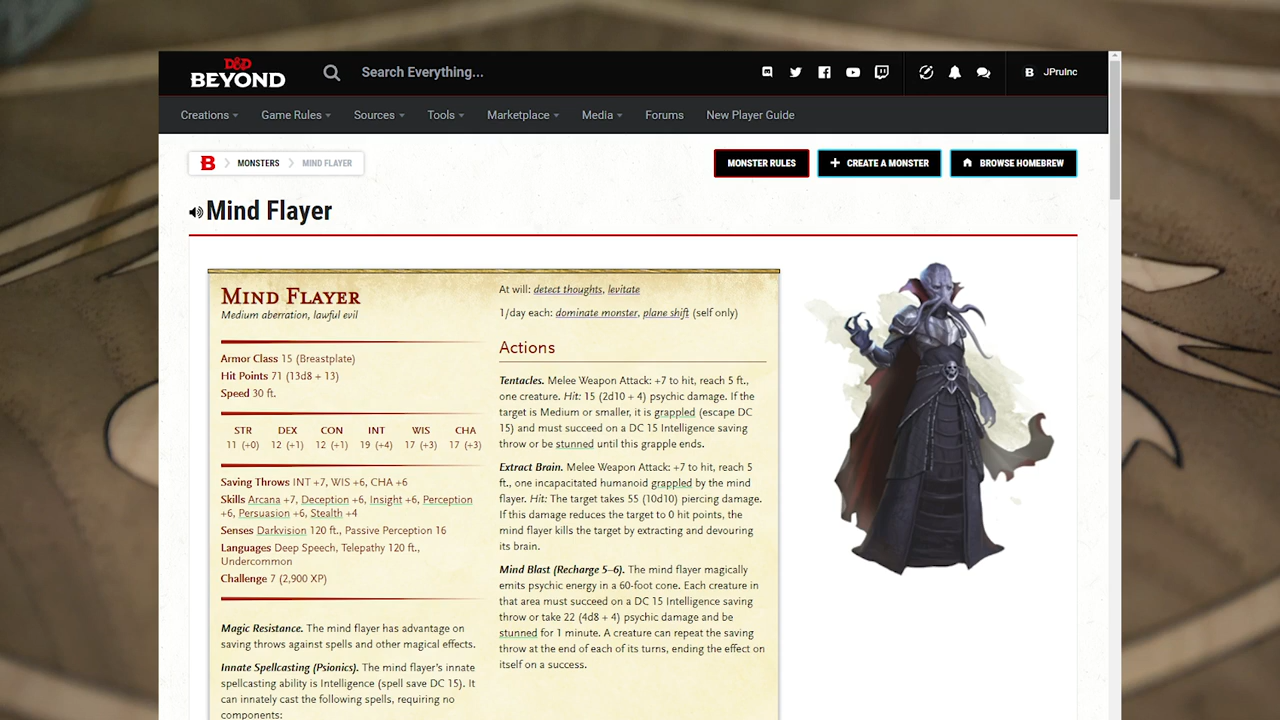 D&D
BEYOND
Search Everything...
B JPruInc
Creations Game Rules Sources Tools Marketplace Media Forums New Player Guide
B MONSTERS MIND FLAYER
MONSTER RULES
+ CREATE A MONSTER
BROWSE HOMEBREW
Mind Flayer
MIND FLAYER
Medium aberration, lawful evil
Armor Class 15 (Breastplate)
Hit Points 71 (13d8 + 13)
Speed 30 ft.
STR DEX CON INT WIS CHA
11 (+0) 12 (+1) 12 (+1) 19 (+4) 17 (+3) 17 (+3)
Saving Throws INT +7, WIS +6, CHA +6
Skills Arcana +7, Deception +6, Insight +6, Perception
+6, Persuasion +6, Stealth +4
Senses Darkvision 120 ft., Passive Perception 16
Languages Deep Speech, Telepathy 120 ft.,
Undercommon
Challenge 7 (2,900 XP)
Magic Resistance. The mind flayer has advantage on
saving throws against spells and other magical effects.
Innate Spellcasting (Psionics). The mind flayer's innate
spellcasting ability is Intelligence (spell save DC 15). It
can innately cast the following spells, requiring no
components:
At will: detect thoughts, levitate
1/day each: dominate monster, plane shift (self only)
Actions
Tentacles. Melee Weapon Attack: +7 to hit, reach 5 ft.,
one creature. Hit: 15 (2d10 + 4) psychic damage. If the
target is Medium or smaller, it is grappled (escape DC
15) and must succeed on a DC 15 Intelligence saving
throw or be stunned until this grapple ends.
Extract Brain. Melee Weapon Attack: +7 to hit, reach 5
ft., one incapacitated humanoid grappled by the mind
flayer. Hit: The target takes 55 (10d10) piercing damage.
If this damage reduces the target to 0 hit points, the
mind flayer kills the target by extracting and devouring
its brain.
Mind Blast (Recharge 5–6). The mind flayer magically
emits psychic energy in a 60-foot cone. Each creature in
that area must succeed on a DC 15 Intelligence saving
throw or take 22 (4d8 + 4) psychic damage and be
stunned for 1 minute. A creature can repeat the saving
throw at the end of each of its turns, ending the effect on
itself on a success.